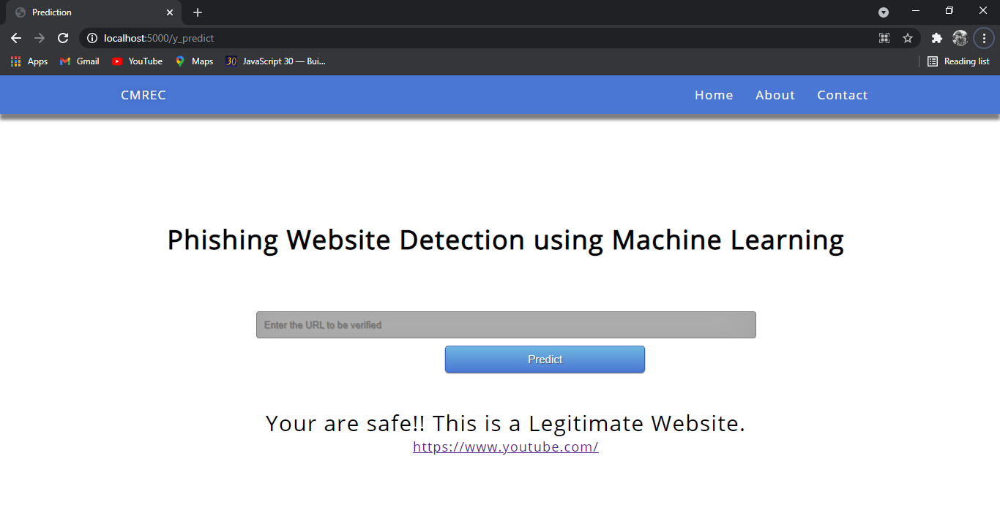 Prediction
localhost:5000/y_predict
Apps Gmail YouTube Maps 30 JavaScript 30 — Bui... Reading list
CMREC Home About Contact
Phishing Website Detection using Machine Learning
Enter the URL to be verified
Predict
Your are safe!! This is a Legitimate Website.
https://www.youtube.com/